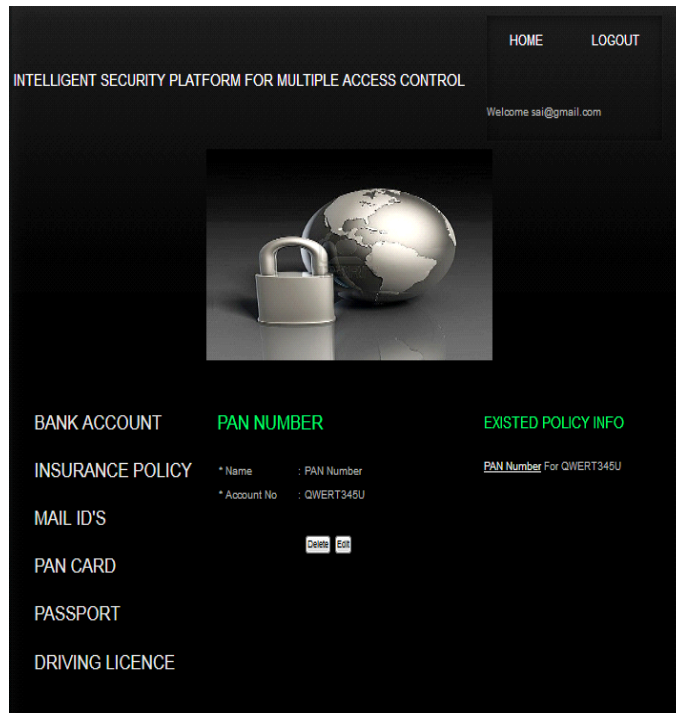 HOME LOGOUT
INTELLIGENT SECURITY PLATFORM FOR MULTIPLE ACCESS CONTROL
Welcome sai@gmail.com
BANK ACCOUNT
INSURANCE POLICY
MAIL ID'S
PAN CARD
PASSPORT
DRIVING LICENCE
PAN NUMBER
* Name : PAN Number
* Account No : QWERT345U
Delete Edit
EXISTED POLICY INFO
PAN Number For QWERT345U